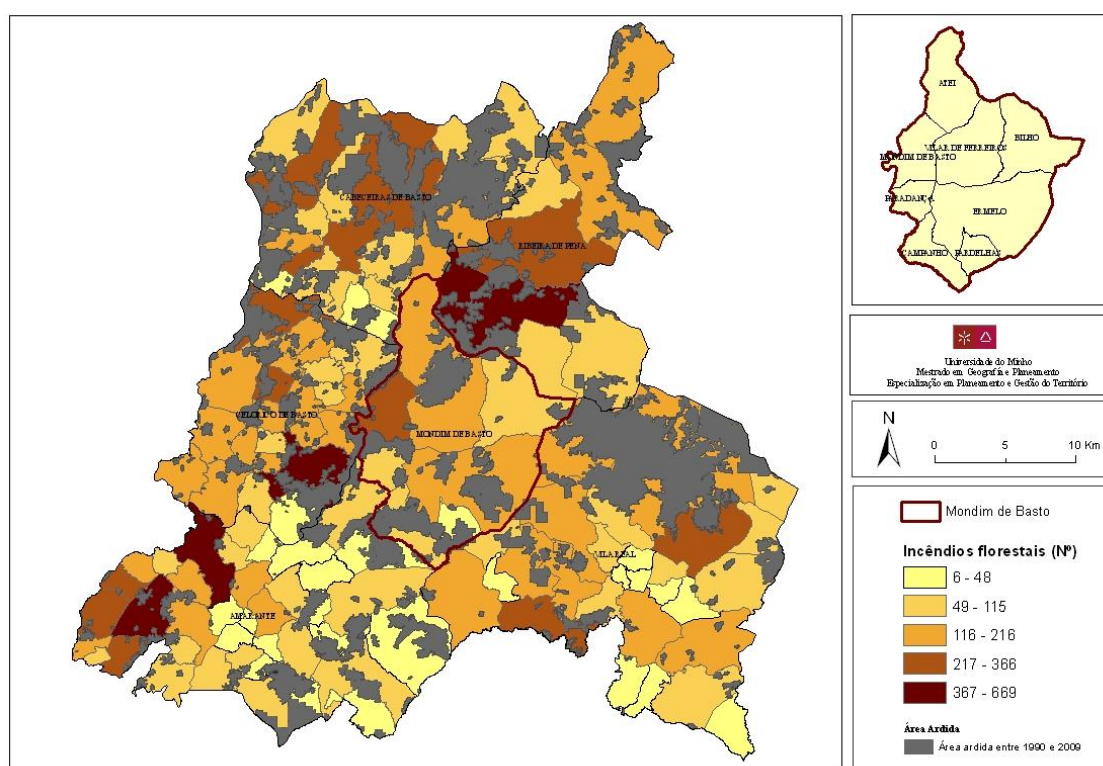 CABECEIRAS DE BASTO
RIBEIRA DE PENA
CELORICO DE BASTO
MONDIM DE BASTO
VILA REAL
AMARANTE
ATEI
BILHO
VILAR DE FERREIROS
MONDIM DE BASTO
PARADANÇA
ERMELO
CAMPANHO
PARDELHAS
Universidade do Minho
Mestrado em Geografia e Planeamento
Especialização em Planeamento e Gestão do Território
N
0 5 10 Km
Mondim de Basto
Incêndios florestais (Nº)
6 - 48
49 - 115
116 - 216
217 - 366
367 - 669
Área Ardida
Área ardida entre 1990 e 2009